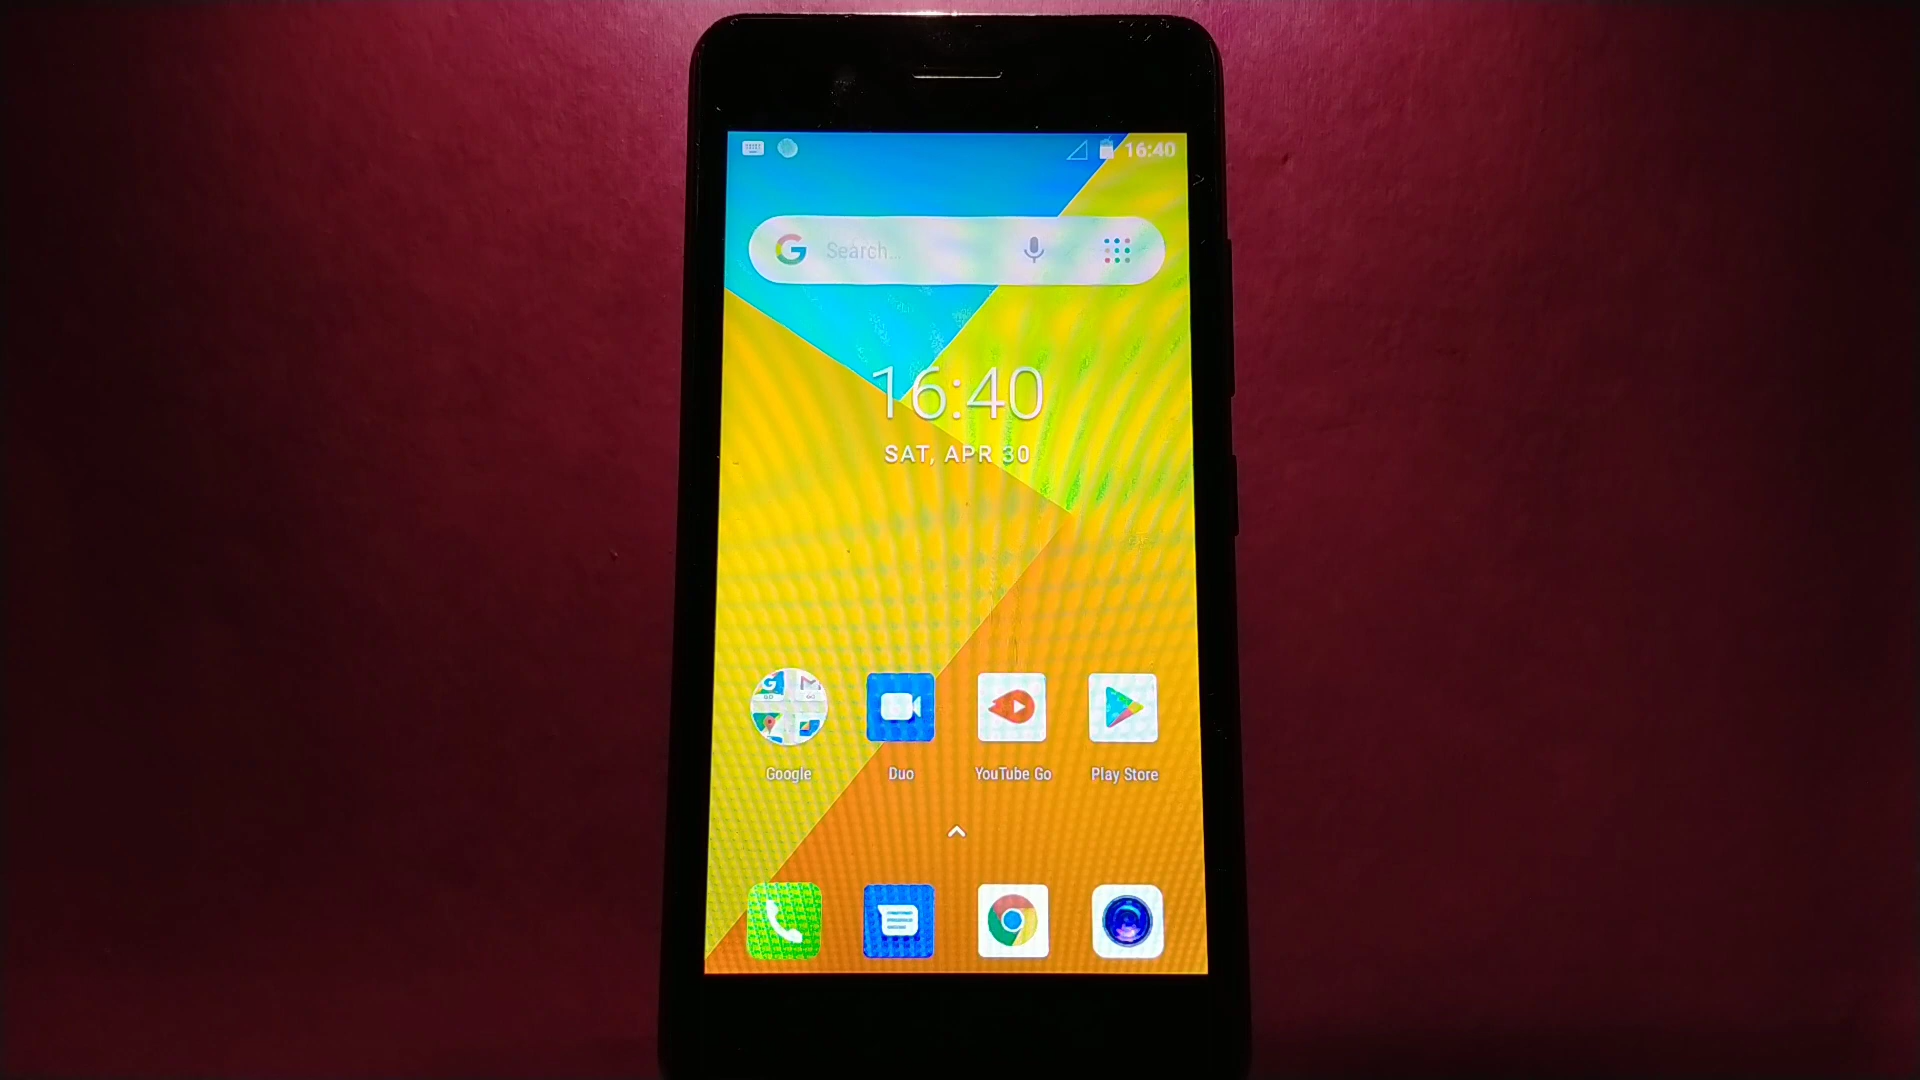 16:40
G Search...
16:40
SAT, APR 30
Google Duo YouTube Go Play Store